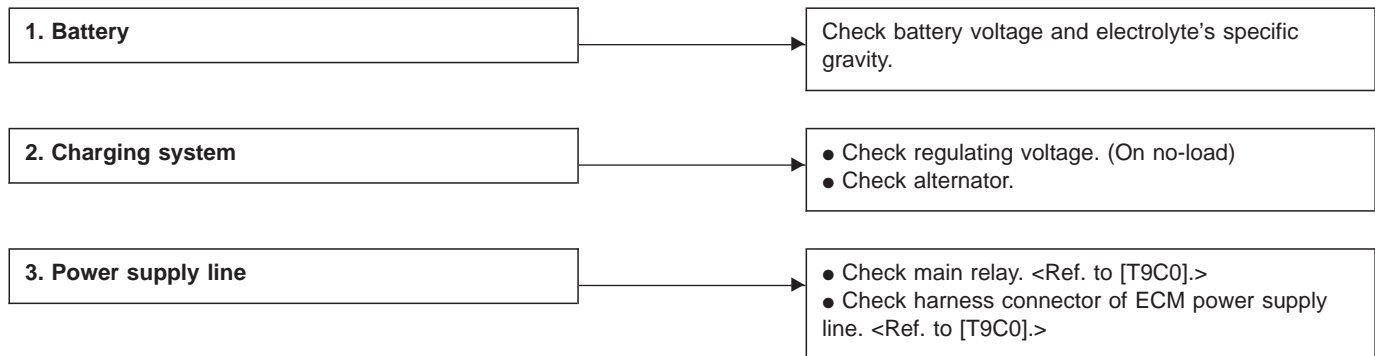 1. Battery
Check battery voltage and electrolyte's specific
gravity.
2. Charging system
● Check regulating voltage. (On no-load)
● Check alternator.
3. Power supply line
● Check main relay. <Ref. to [T9C0].>
● Check harness connector of ECM power supply
line. <Ref. to [T9C0].>